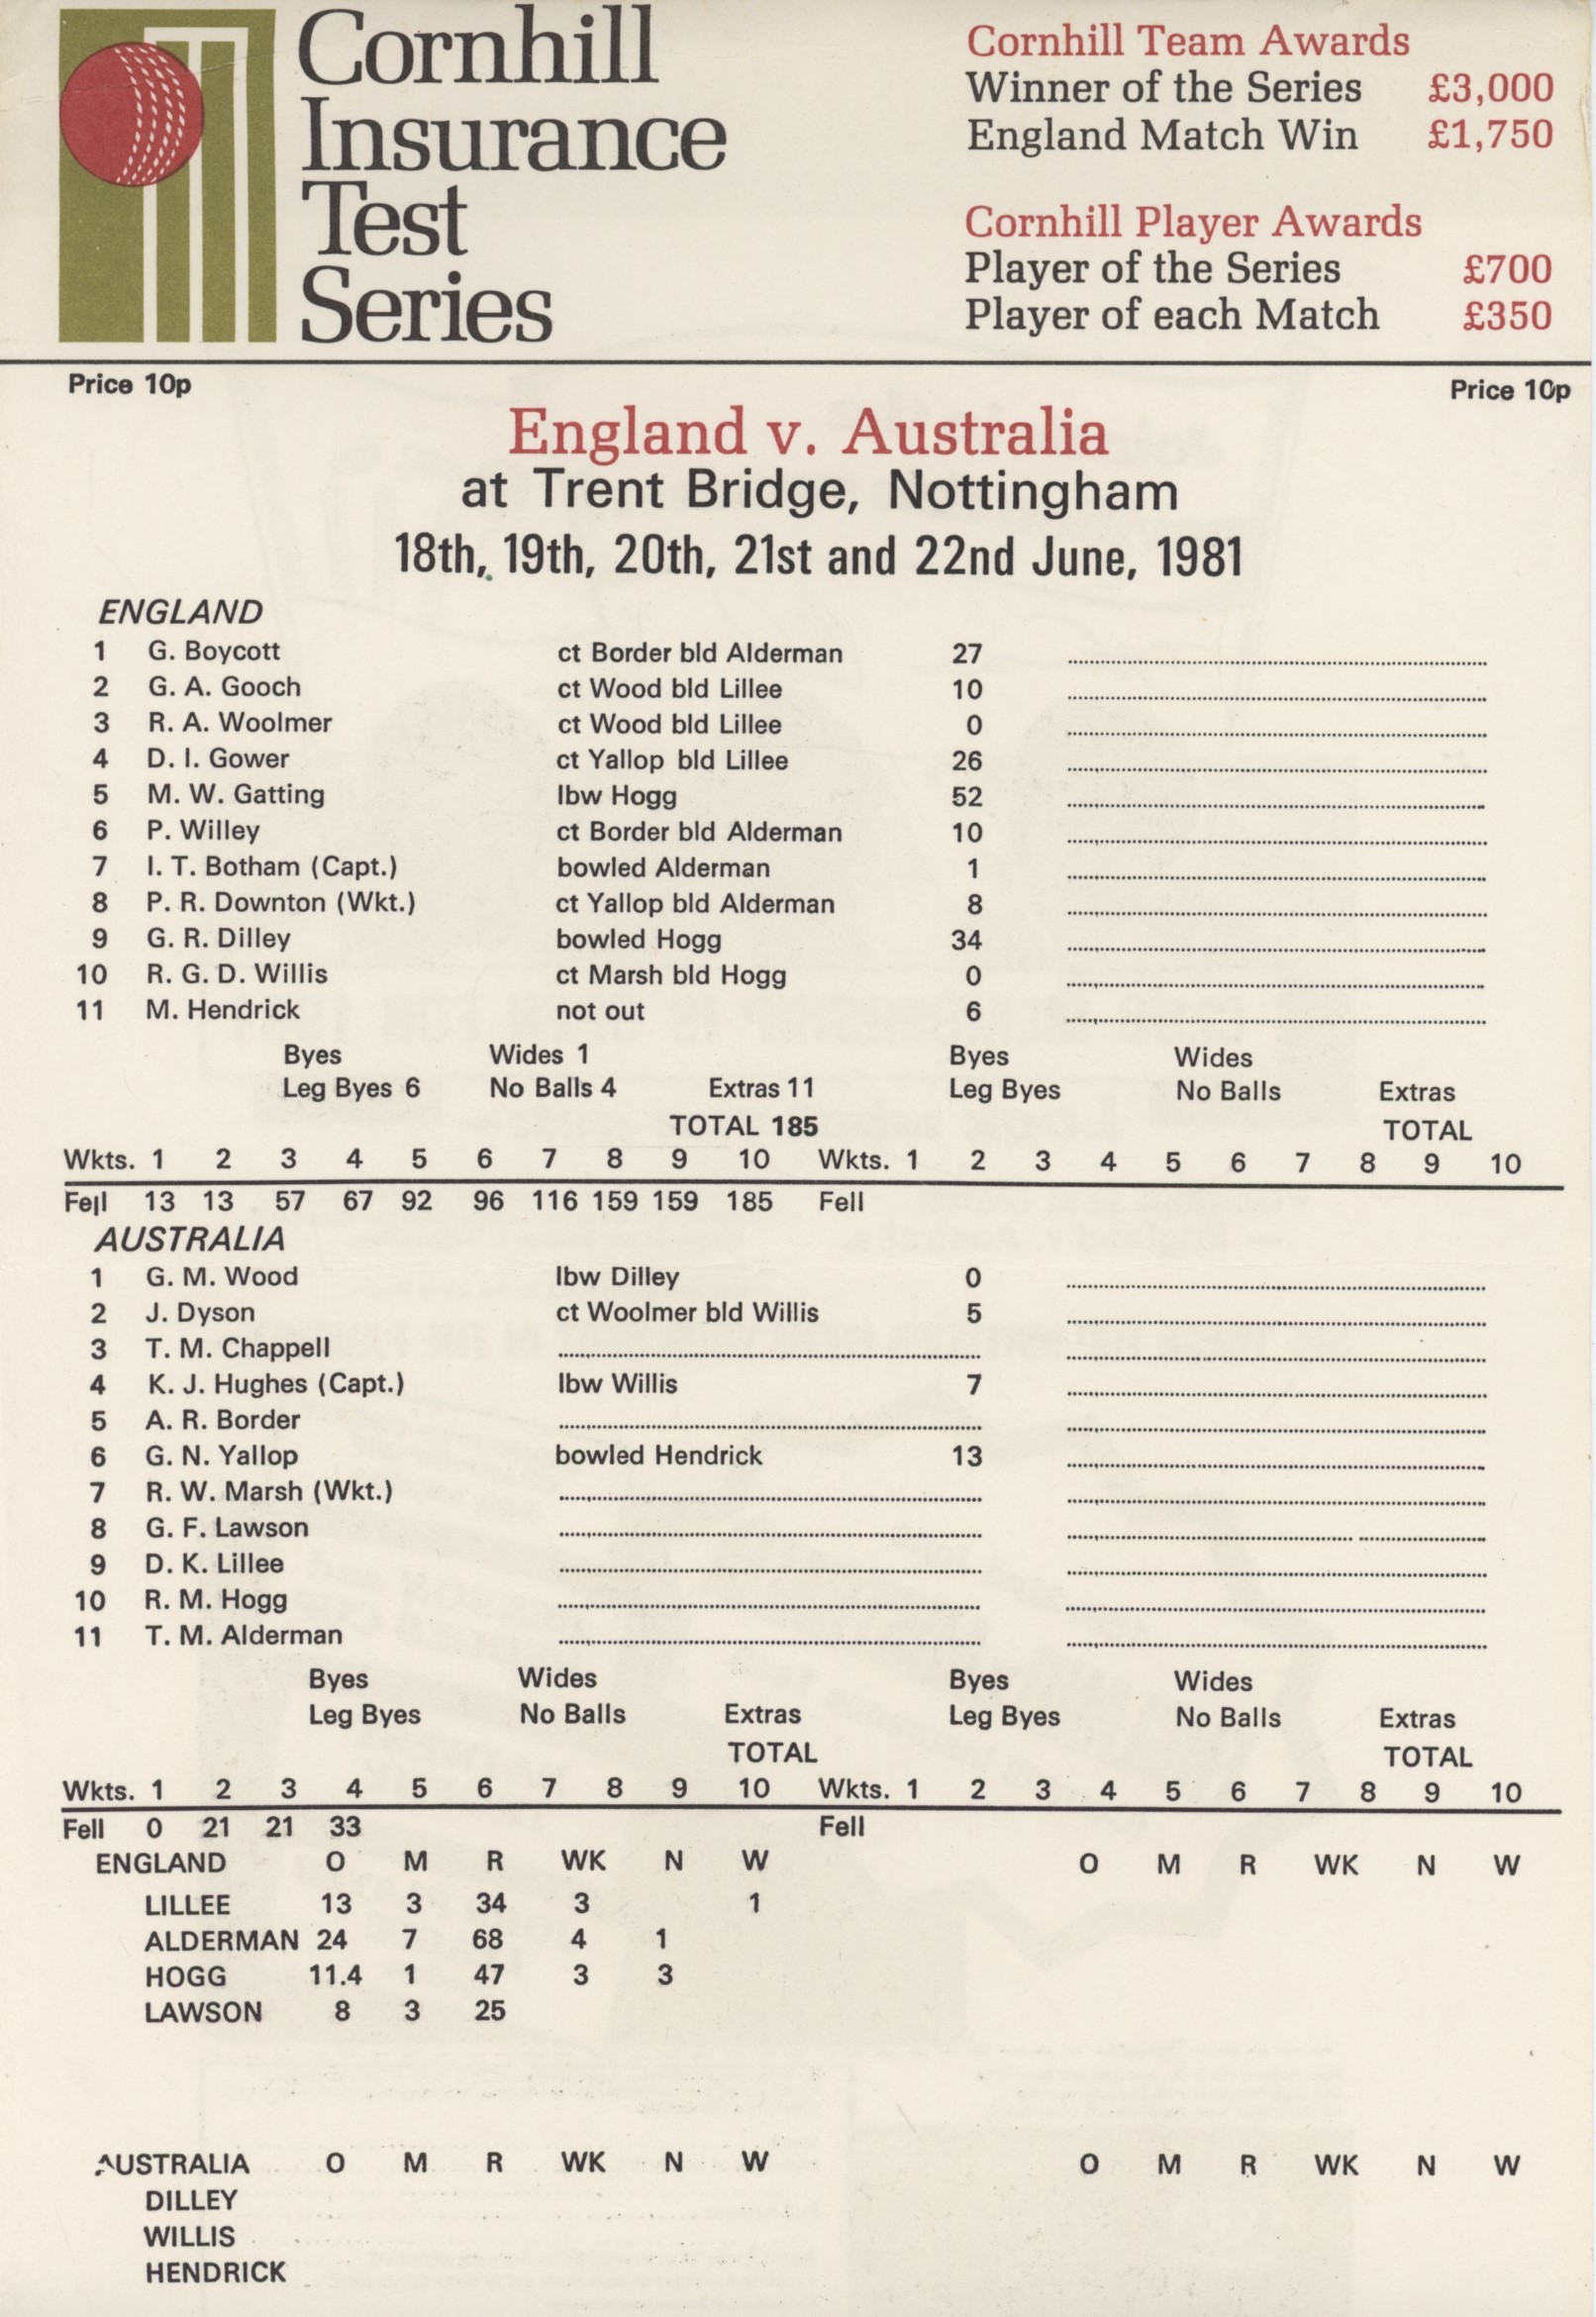 Cornhill
Insurance
Test
Series
Cornhill Team Awards
Winner of the Series £3,000
England Match Win £1,750
Cornhill Player Awards
Player of the Series £700
Player of each Match £350
Price 10p Price 10p
England v. Australia
at Trent Bridge, Nottingham
18th, 19th, 20th, 21st and 22nd June, 1981
ENGLAND
1 G. Boycott ct Border bld Alderman 27
2 G. A. Gooch ct Wood bld Lillee 10
3 R. A. Woolmer ct Wood bld Lillee 0
4 D. I. Gower ct Yallop bld Lillee 26
5 M. W. Gatting lbw Hogg 52
6 P. Willey ct Border bld Alderman 10
7 I. T. Botham (Capt.) bowled Alderman 1
8 P. R. Downton (Wkt.) ct Yallop bld Alderman 8
9 G. R. Dilley bowled Hogg 34
10 R. G. D. Willis ct Marsh bld Hogg 0
11 M. Hendrick not out 6
Byes Wides 1 Byes Wides
Leg Byes 6 No Balls 4 Extras 11 Leg Byes No Balls Extras
TOTAL 185 TOTAL
Wkts. 1 2 3 4 5 6 7 8 9 10 Wkts. 1 2 3 4 5 6 7 8 9 10
Fell 13 13 57 67 92 96 116 159 159 185 Fell
AUSTRALIA
1 G. M. Wood lbw Dilley 0
2 J. Dyson ct Woolmer bld Willis 5
3 T. M. Chappell
4 K. J. Hughes (Capt.) lbw Willis 7
5 A. R. Border
6 G. N. Yallop bowled Hendrick 13
7 R. W. Marsh (Wkt.)
8 G. F. Lawson
9 D. K. Lillee
10 R. M. Hogg
11 T. M. Alderman
Byes Wides Byes Wides
Leg Byes No Balls Extras Leg Byes No Balls Extras
TOTAL TOTAL
Wkts. 1 2 3 4 5 6 7 8 9 10 Wkts. 1 2 3 4 5 6 7 8 9 10
Fell 0 21 21 33 Fell
ENGLAND O M R WK N W O M R WK N W
LILLEE 13 3 34 3 1
ALDERMAN 24 7 68 4 1
HOGG 11.4 1 47 3 3
LAWSON 8 3 25
AUSTRALIA O M R WK N W O M R WK N W
DILLEY
WILLIS
HENDRICK